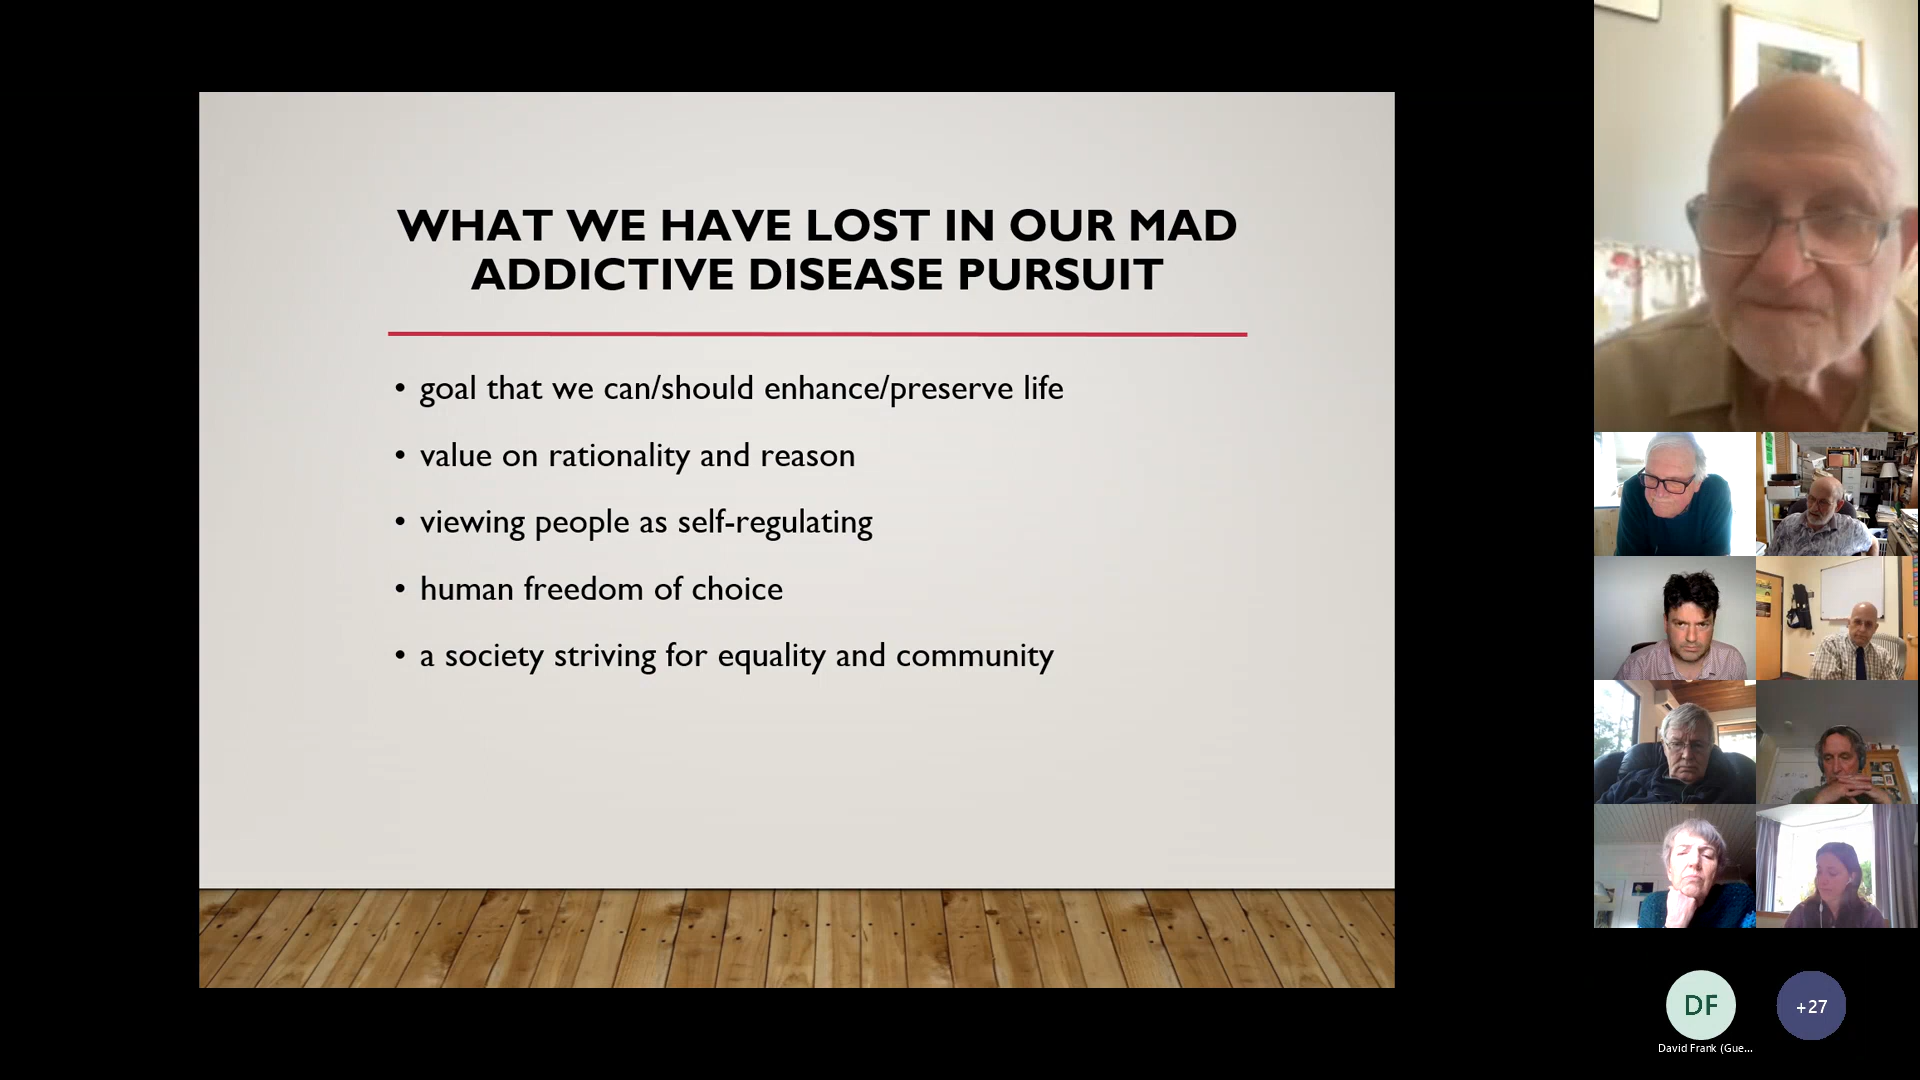 WHAT WE HAVE LOST IN OUR MAD
ADDICTIVE DISEASE PURSUIT
• goal that we can/should enhance/preserve life
• value on rationality and reason
• viewing people as self-regulating
• human freedom of choice
• a society striving for equality and community
DF
+27
David Frank (Gue...